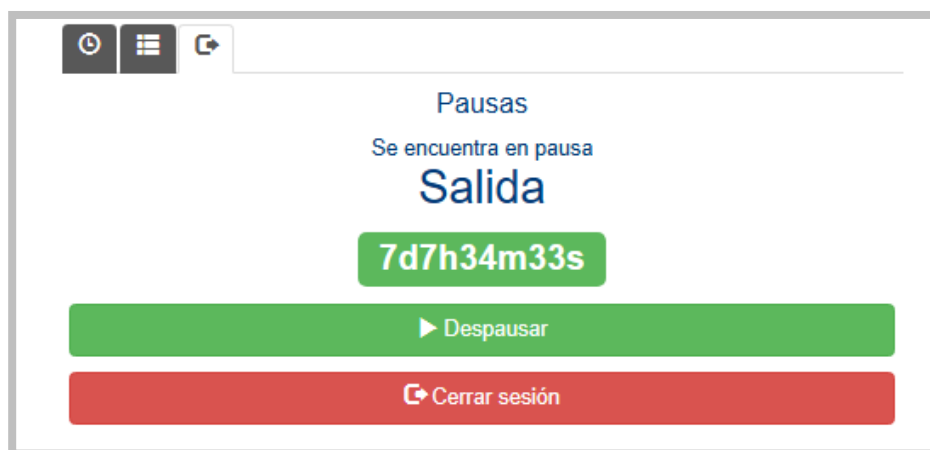 Pausas
Se encuentra en pausa
Salida
7d7h34m33s
Despausar
Cerrar sesión